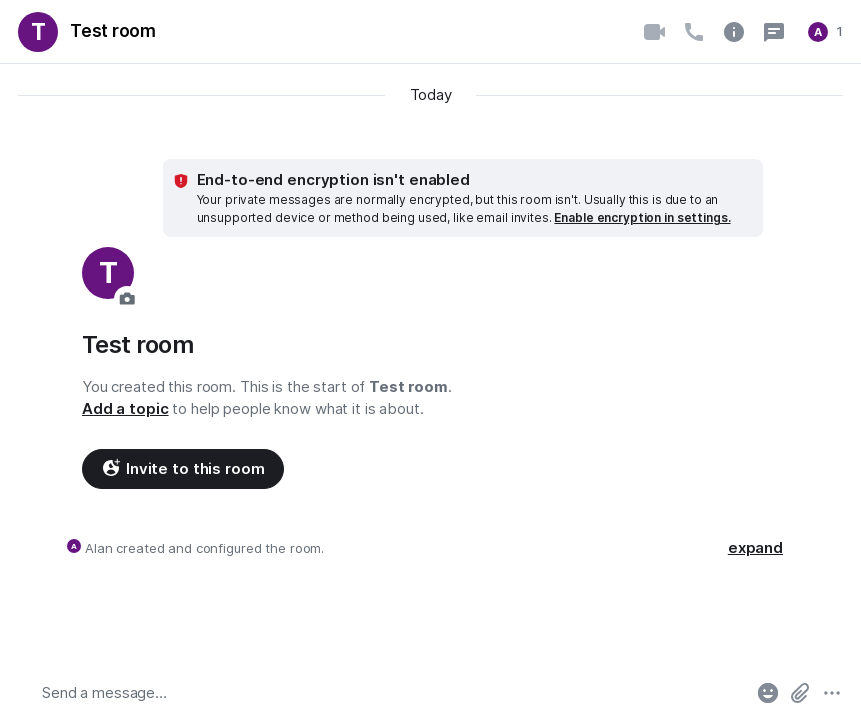 T Test room A 1
Today
End-to-end encryption isn't enabled
Your private messages are normally encrypted, but this room isn't. Usually this is due to an
unsupported device or method being used, like email invites. Enable encryption in settings.
T
Test room
You created this room. This is the start of Test room.
Add a topic to help people know what it is about.
Invite to this room
A Alan created and configured the room. expand
Send a message…